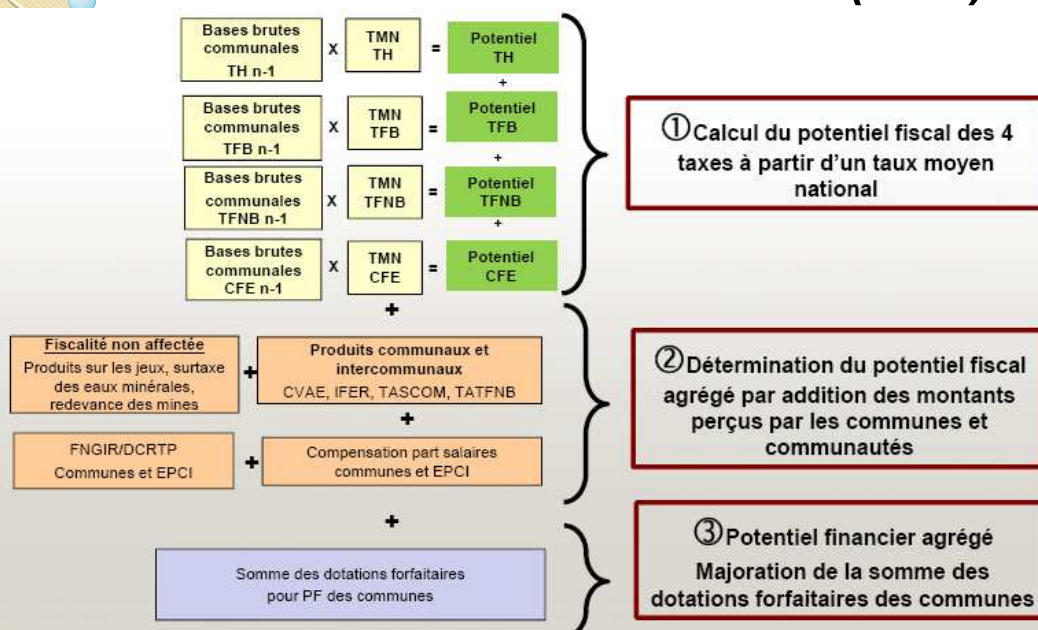 Bases brutes
communales
TH n-1
X
TMN
TH
=
Potentiel
TH
+
Bases brutes
communales
TFB n-1
X
TMN
TFB
=
Potentiel
TFB
+
Bases brutes
communales
TFNB n-1
X
TMN
TFNB
=
Potentiel
TFNB
+
Bases brutes
communales
CFE n-1
X
TMN
CFE
=
Potentiel
CFE
①Calcul du potentiel fiscal des 4
taxes à partir d'un taux moyen
national
+
Fiscalité non affectée
Produits sur les jeux, surtaxe
des eaux minérales,
redevance des mines
+
Produits communaux et
intercommunaux
CVAE, IFER, TASCOM, TATFNB
+
FNGIR/DCRTP
Communes et EPCI
+
Compensation part salaires
communes et EPCI
②Détermination du potentiel fiscal
agrégé par addition des montants
perçus par les communes et
communautés
+
Somme des dotations forfaitaires
pour PF des communes
③Potentiel financier agrégé
Majoration de la somme des
dotations forfaitaires des communes